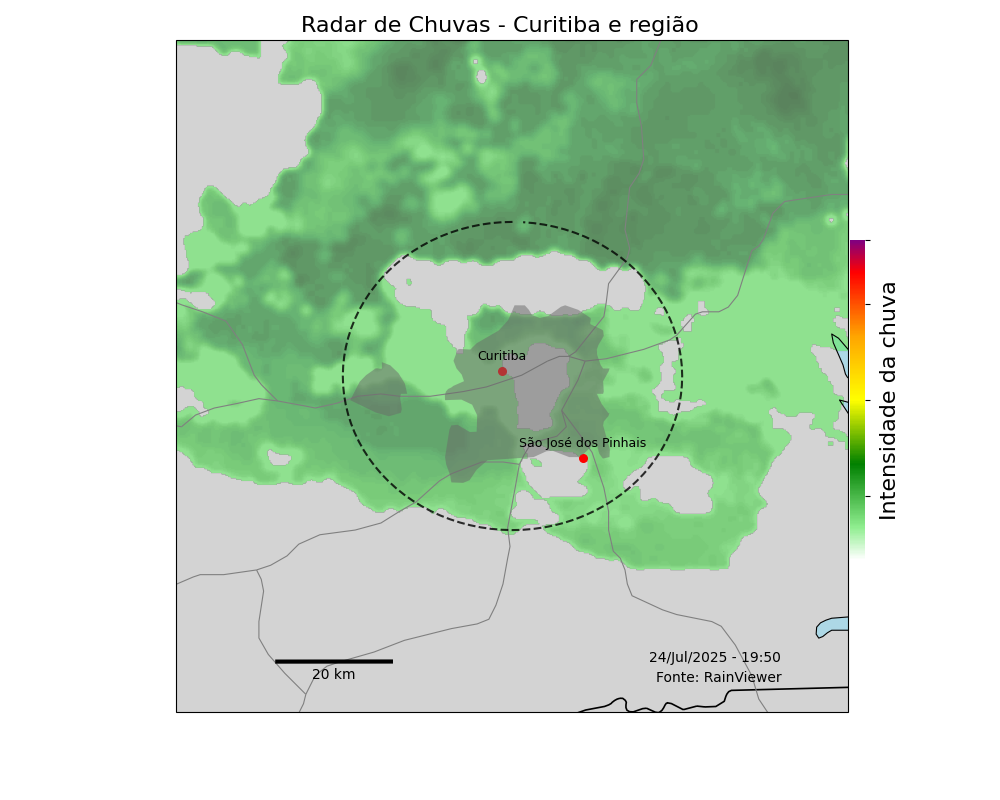 Radar de Chuvas - Curitiba e região
Curitiba
São José dos Pinhais
Intensidade da chuva
20 km
24/Jul/2025 - 19:50
Fonte: RainViewer